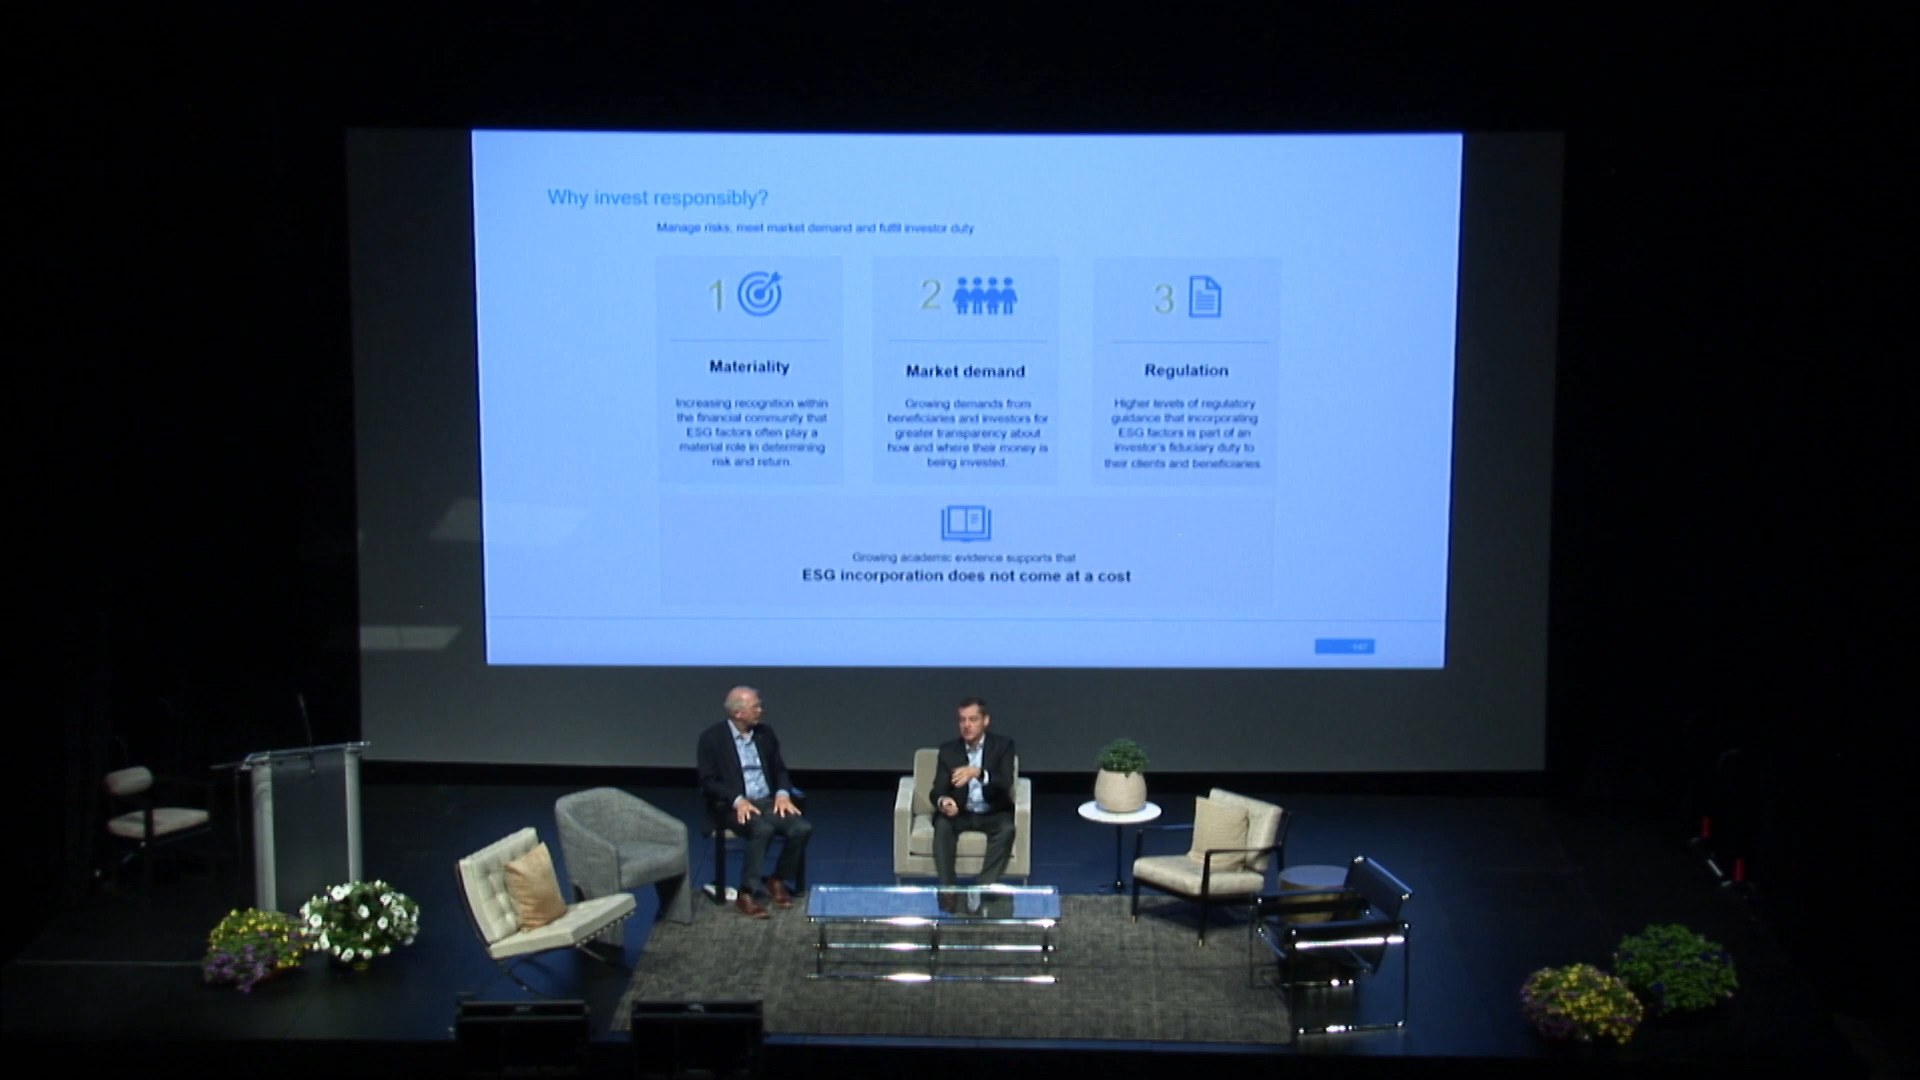 Why invest responsibly?
Manage risks, meet market demand and fulfil investor duty
1
Materiality
Increasing recognition within
the financial community that
ESG factors often play a
material role in determining
risk and return.
2
Market demand
Growing demands from
beneficiaries and investors for
greater transparency about
how and where their money is
being invested.
3
Regulation
Higher levels of regulatory
guidance that incorporating
ESG factors is part of an
investor's fiduciary duty to
their clients and beneficiaries
Growing academic evidence supports that
ESG incorporation does not come at a cost